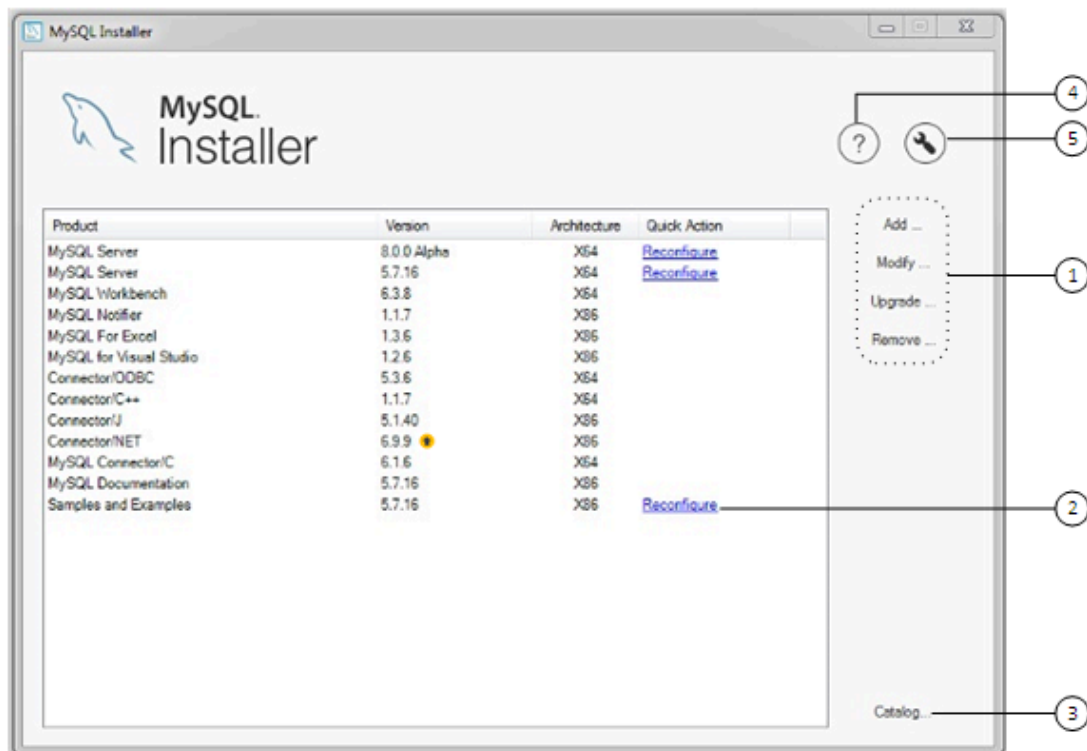 MySQL Installer
MySQL.
Installer
?
4
5
Product Version Architecture Quick Action
MySQL Server 8.0.0 Alpha X64 Reconfigure
MySQL Server 5.7.16 X64 Reconfigure
MySQL Workbench 6.3.8 X64
MySQL Notifier 1.1.7 X86
MySQL For Excel 1.3.6 X86
MySQL for Visual Studio 1.2.6 X86
Connector/ODBC 5.3.6 X64
Connector/C++ 1.1.7 X64
Connector/J 5.1.40 X86
Connector/NET 6.9.9 X86
MySQL Connector/C 6.1.6 X64
MySQL Documentation 5.7.16 X86
Samples and Examples 5.7.16 X86 Reconfigure
Add ...
Modify ...
Upgrade ...
Remove ...
1
2
Catalog...
3